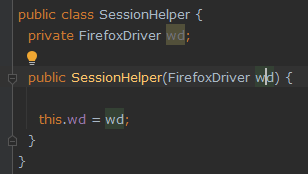 public class SessionHelper {
private FirefoxDriver wd;
public SessionHelper(FirefoxDriver wd) {
this.wd = wd;
}
}